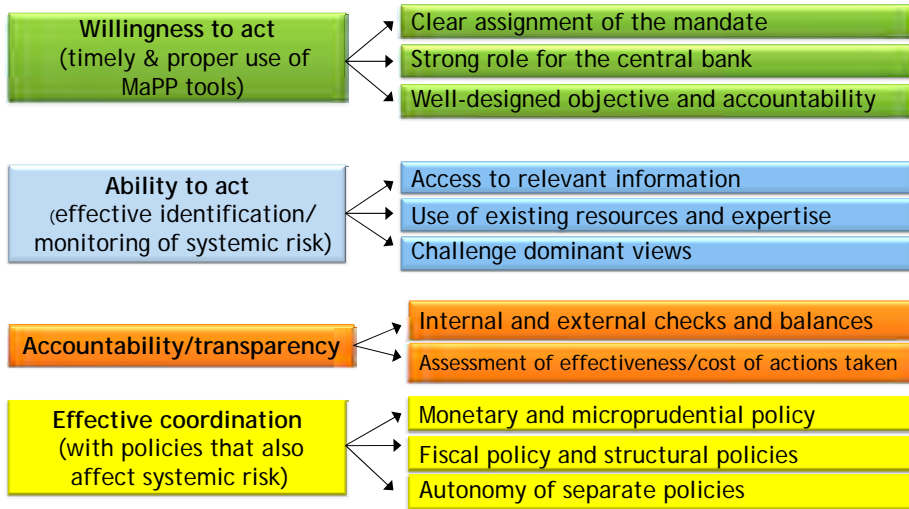 Willingness to act
(timely & proper use of
MaPP tools)
Clear assignment of the mandate
Strong role for the central bank
Well-designed objective and accountability
Ability to act
(effective identification/
monitoring of systemic risk)
Access to relevant information
Use of existing resources and expertise
Challenge dominant views
Accountability/transparency
Internal and external checks and balances
Assessment of effectiveness/cost of actions taken
Effective coordination
(with policies that also
affect systemic risk)
Monetary and microprudential policy
Fiscal policy and structural policies
Autonomy of separate policies